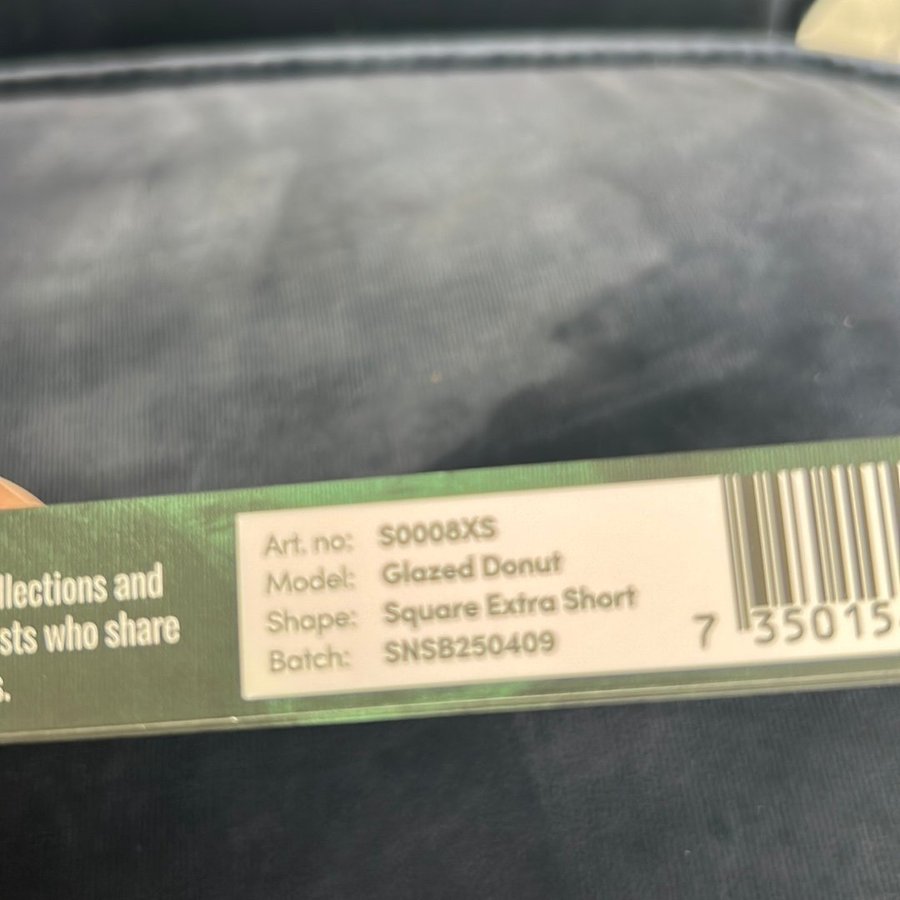 llections and
sts who share
s.
Art. no: S0008XS
Model: Glazed Donut
Shape: Square Extra Short
Batch: SNSB250409
7 35015